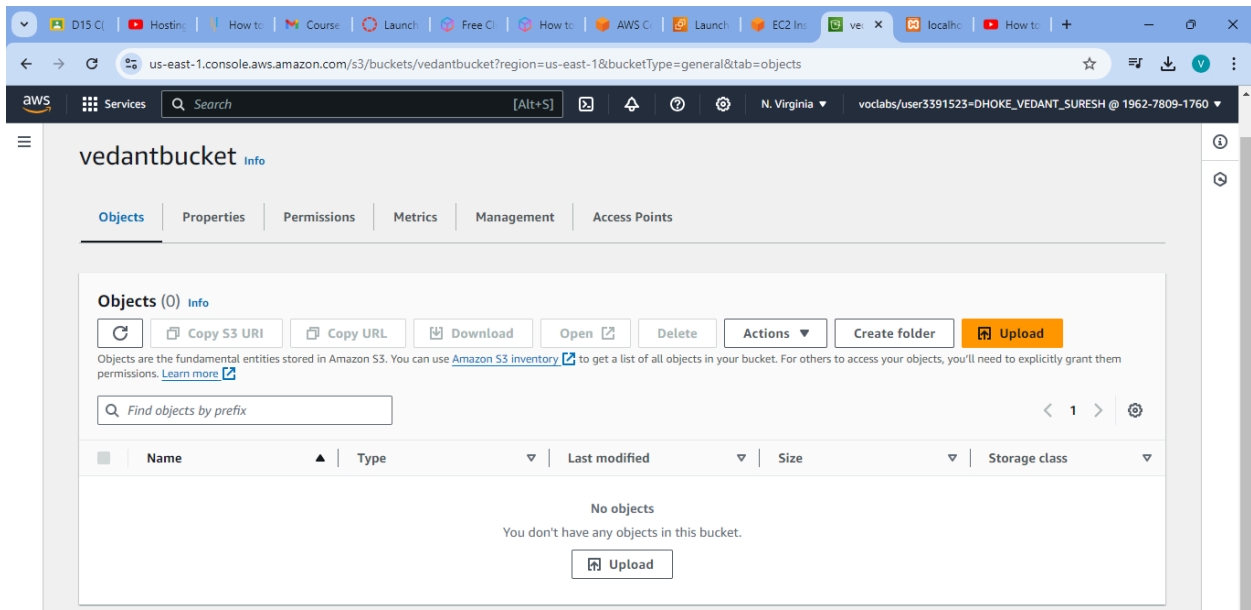 D15 C( Hosting How to Course Launch Free Cl How to AWS C Launch EC2 Ins ve localho How to
us-east-1.console.aws.amazon.com/s3/buckets/vedantbucket?region=us-east-1&bucketType=general&tab=objects V
aws Services Search [Alt+S] N. Virginia ▼ voclabs/user3391523=DHOKE_VEDANT_SURESH @ 1962-7809-1760 ▼
vedantbucket Info
Objects Properties Permissions Metrics Management Access Points
Objects (0) Info
Copy S3 URI Copy URL Download Open Delete Actions ▼ Create folder Upload
Objects are the fundamental entities stored in Amazon S3. You can use Amazon S3 inventory to get a list of all objects in your bucket. For others to access your objects, you'll need to explicitly grant them
permissions. Learn more
Find objects by prefix 1
Name Type Last modified Size Storage class
No objects
You don't have any objects in this bucket.
Upload